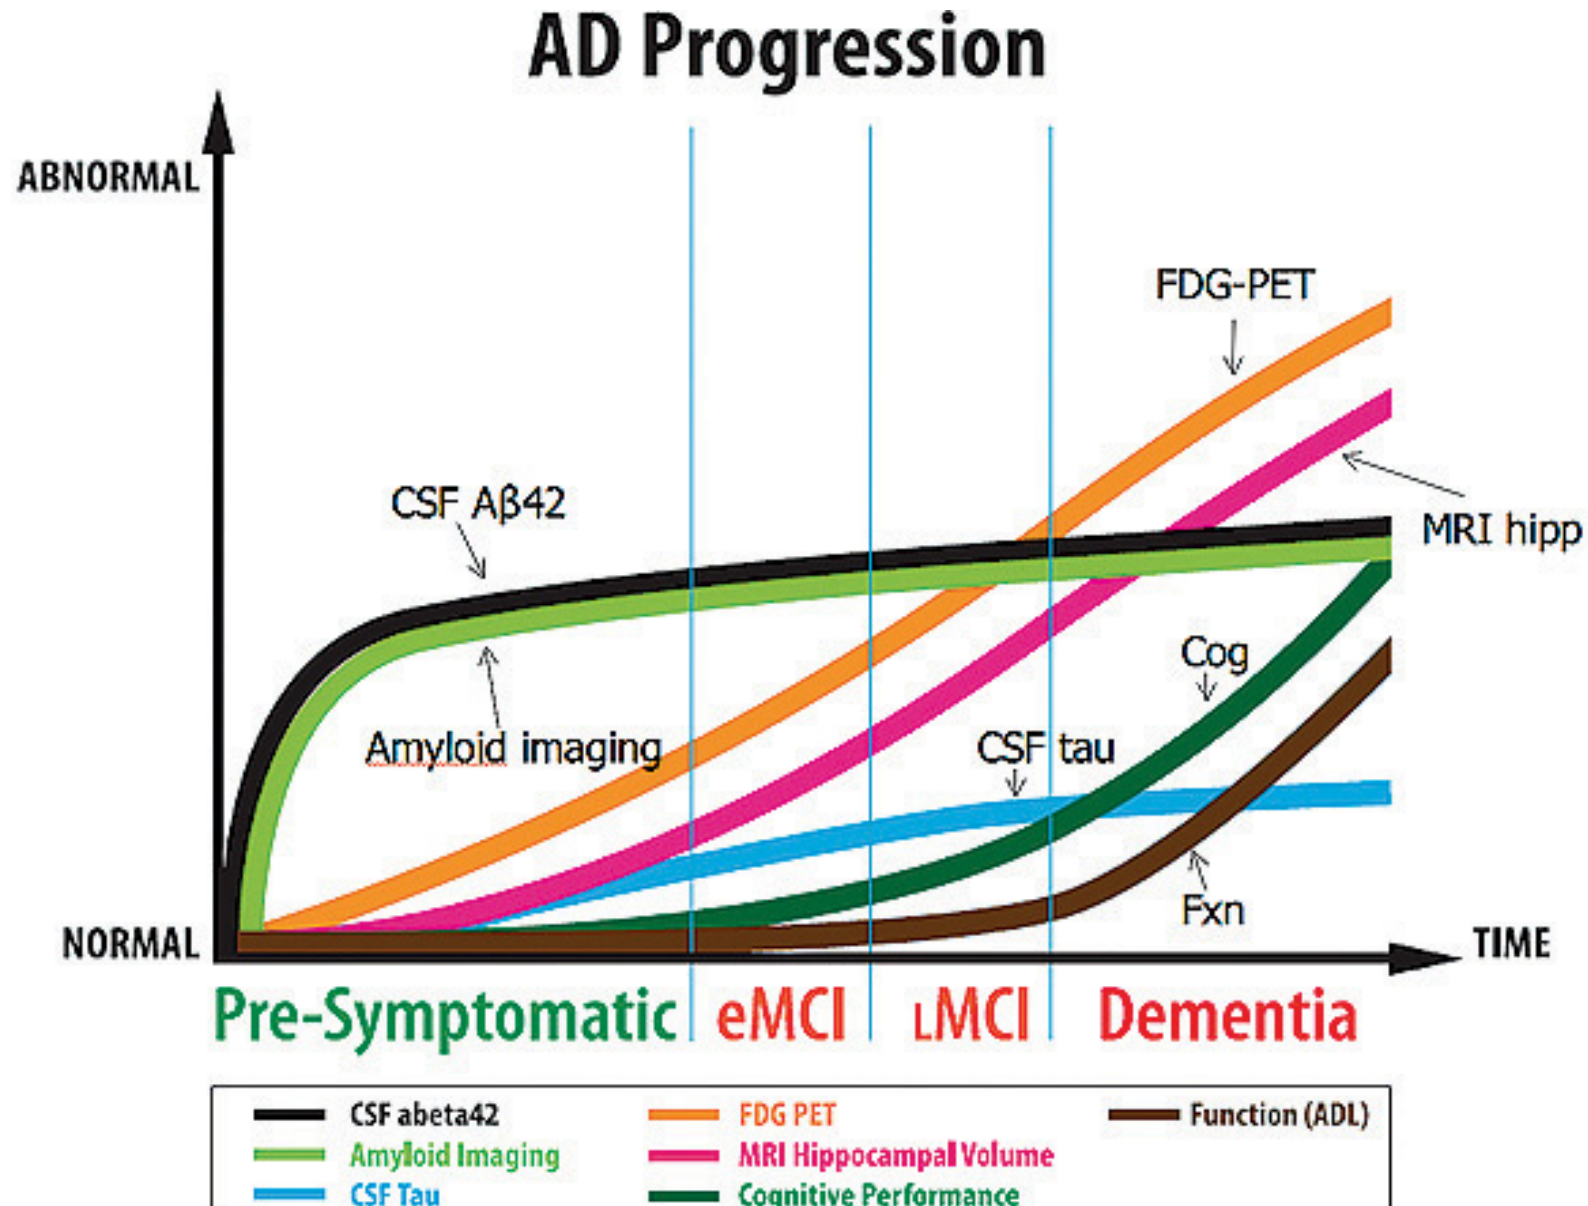 AD Progression
ABNORMAL
FDG-PET
CSF Aβ42
MRI hipp
Cog
Amyloid imaging
CSF tau
Fxn
NORMAL
TIME
Pre-Symptomatic eMCI LMCI Dementia
CSF abeta42 FDG PET Function (ADL)
Amyloid Imaging MRI Hippocampal Volume
CSF Tau Cognitive Performance